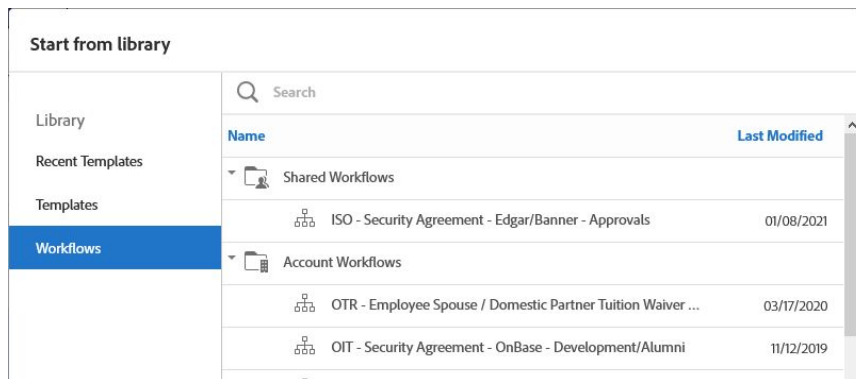 Start from library
Search
Library
Name Last Modified
Recent Templates
Shared Workflows
Templates
ISO - Security Agreement - Edgar/Banner - Approvals 01/08/2021
Workflows
Account Workflows
OTR - Employee Spouse / Domestic Partner Tuition Waiver ... 03/17/2020
OIT - Security Agreement - OnBase - Development/Alumni 11/12/2019